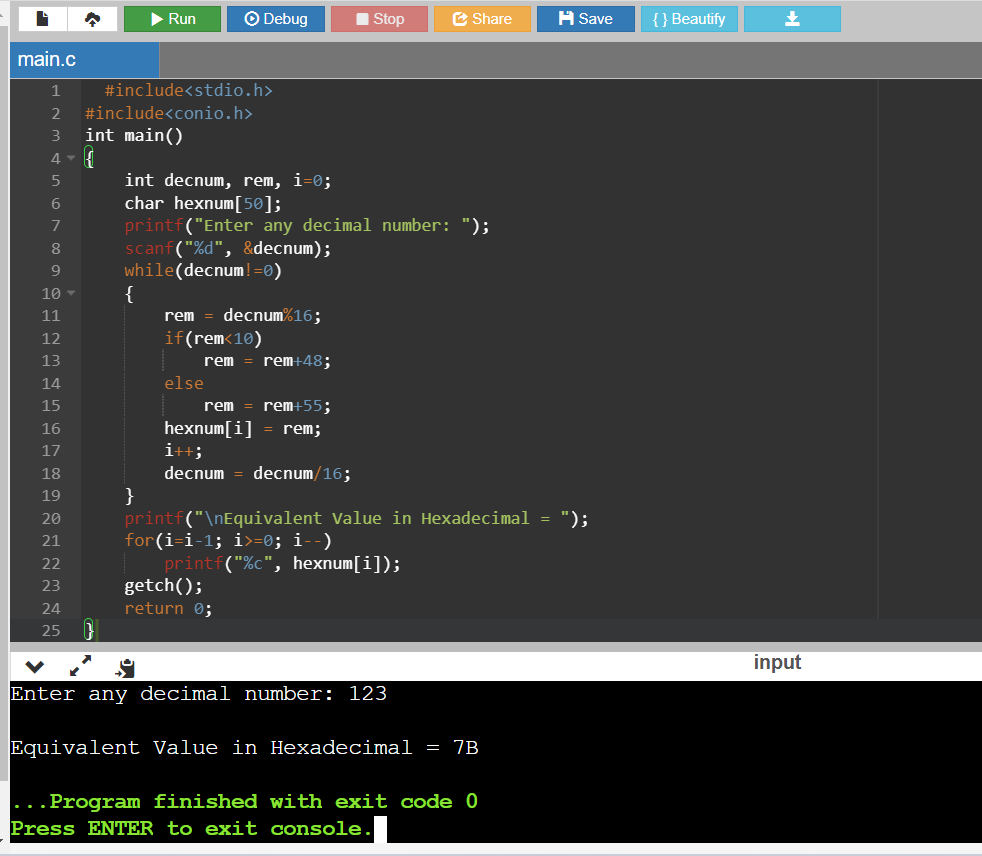 Run Debug Stop Share Save { } Beautify
main.c
1 #include<stdio.h>
2 #include<conio.h>
3 int main()
4 {
5 int decnum, rem, i=0;
6 char hexnum[50];
7 printf("Enter any decimal number: ");
8 scanf("%d", &decnum);
9 while(decnum!=0)
10 {
11 rem = decnum%16;
12 if(rem<10)
13 rem = rem+48;
14 else
15 rem = rem+55;
16 hexnum[i] = rem;
17 i++;
18 decnum = decnum/16;
19 }
20 printf("\nEquivalent Value in Hexadecimal = ");
21 for(i=i-1; i>=0; i--)
22 printf("%c", hexnum[i]);
23 getch();
24 return 0;
25 }
input
Enter any decimal number: 123
Equivalent Value in Hexadecimal = 7B
...Program finished with exit code 0
Press ENTER to exit console.